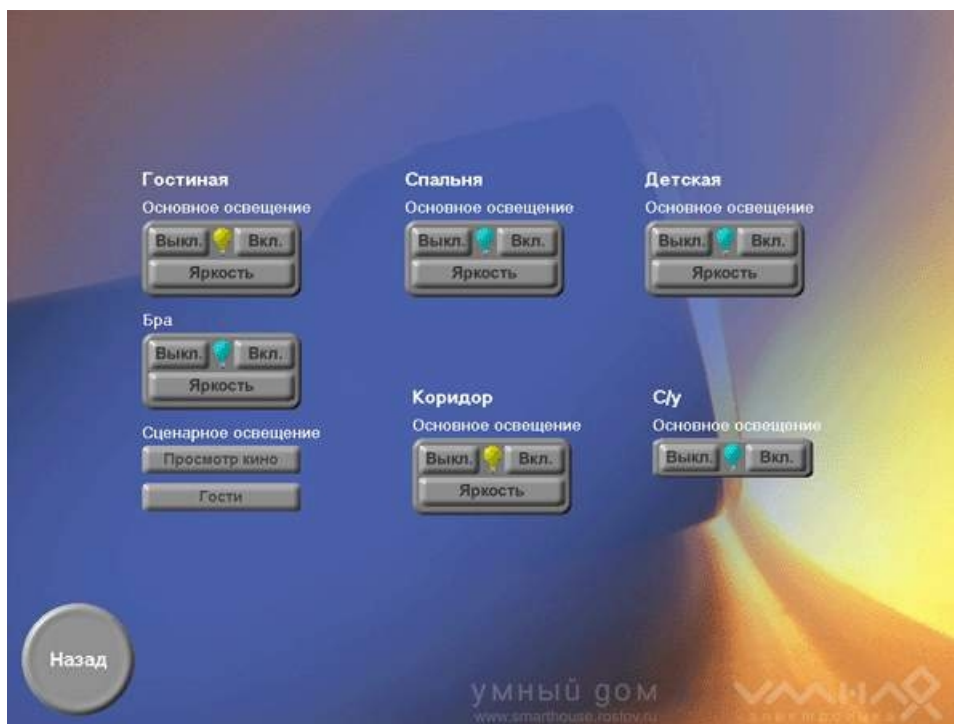 Гостиная
Основное освещение
Выкл. Вкл.
Яркость
Бра
Выкл. Вкл.
Яркость
Сценарное освещение
Просмотр кино
Гости
Спальня
Основное освещение
Выкл. Вкл.
Яркость
Детская
Основное освещение
Выкл. Вкл.
Яркость
Коридор
Основное освещение
Выкл. Вкл.
Яркость
С/у
Основное освещение
Выкл. Вкл.
Назад
умный дом
www.smarthouse.rostov.ru